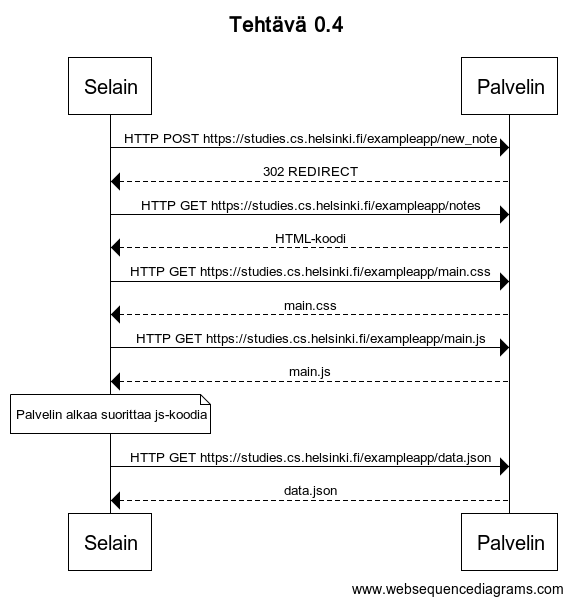 Tehtävä 0.4
Selain
Palvelin
HTTP POST https://studies.cs.helsinki.fi/exampleapp/new_note
302 REDIRECT
HTTP GET https://studies.cs.helsinki.fi/exampleapp/notes
HTML-koodi
HTTP GET https://studies.cs.helsinki.fi/exampleapp/main.css
main.css
HTTP GET https://studies.cs.helsinki.fi/exampleapp/main.js
main.js
Palvelin alkaa suorittaa js-koodia
HTTP GET https://studies.cs.helsinki.fi/exampleapp/data.json
data.json
Selain
Palvelin
www.websequencediagrams.com